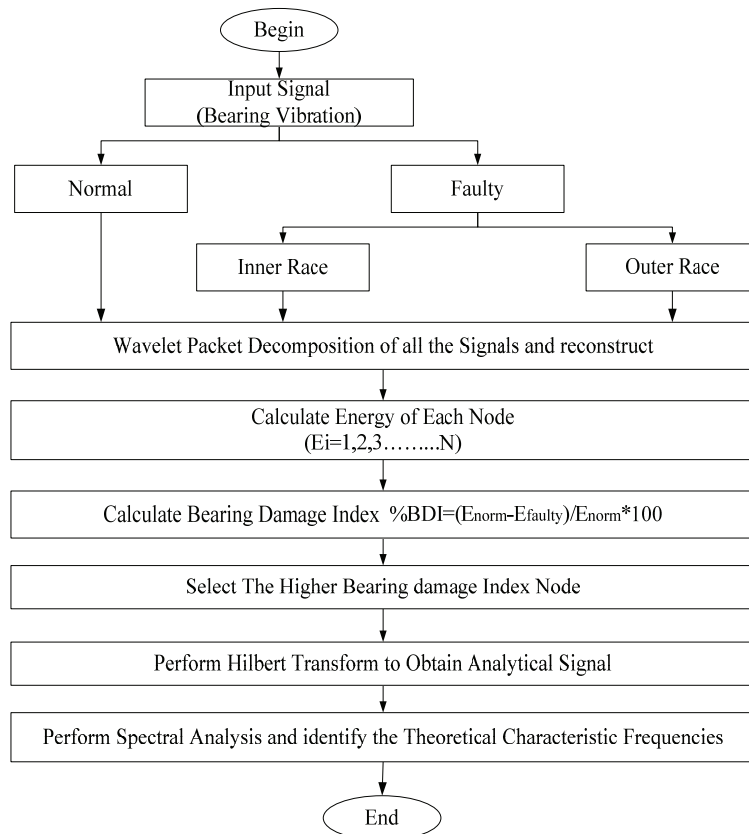 Begin
Input Signal
(Bearing Vibration)
Normal
Faulty
Inner Race
Outer Race
Wavelet Packet Decomposition of all the Signals and reconstruct
Calculate Energy of Each Node
(Ei=1,2,3……...N)
Calculate Bearing Damage Index %BDI=(Enorm-Efaulty)/Enorm*100
Select The Higher Bearing damage Index Node
Perform Hilbert Transform to Obtain Analytical Signal
Perform Spectral Analysis and identify the Theoretical Characteristic Frequencies
End